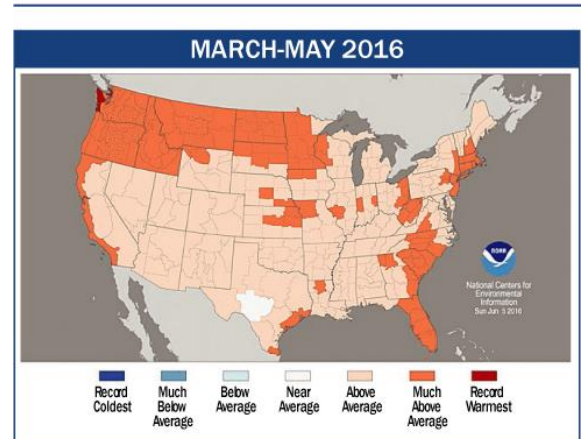 MARCH-MAY 2016
NOAA
National Centers for
Environmental
Information
Sun Jun 5 2016
Record
Coldest
Much
Below
Average
Below
Average
Near
Average
Above
Average
Much
Above
Average
Record
Warmest